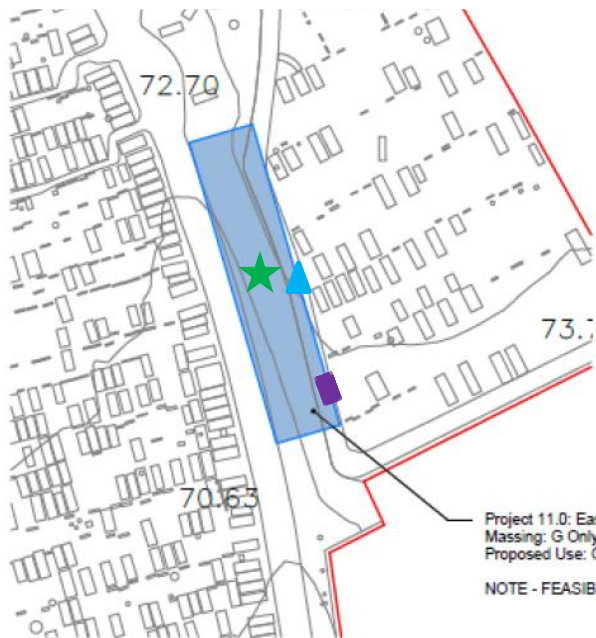 72.70
73.7
70.63
Project 11.0: Eas
Massing: G Only
Proposed Use:
NOTE - FEASIB